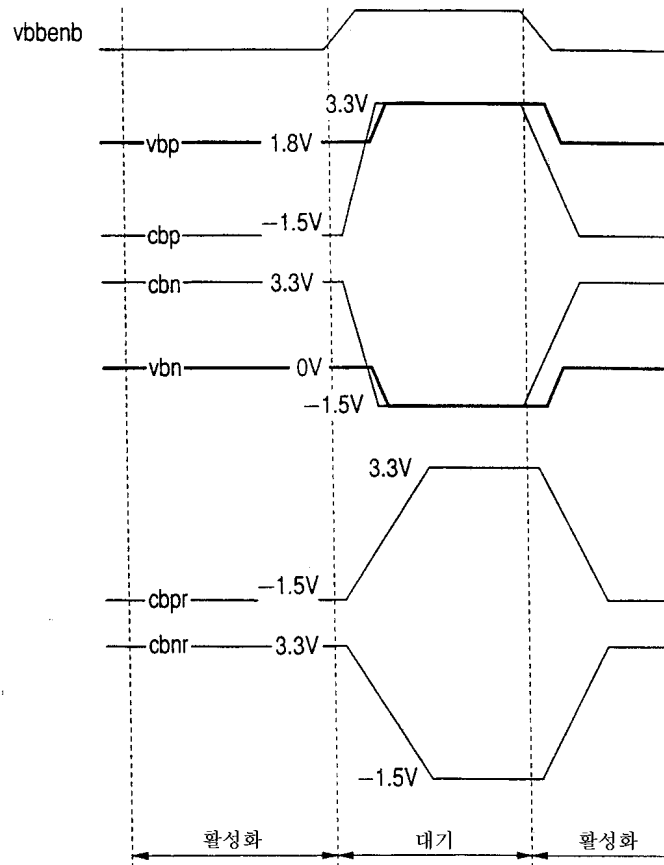 vbbenb
3.3V
vbp 1.8V
cbp −1.5V
cbn 3.3V
vbn 0V
−1.5V
3.3V
cbpr −1.5V
cbnr 3.3V
−1.5V
활성화 대기 활성화